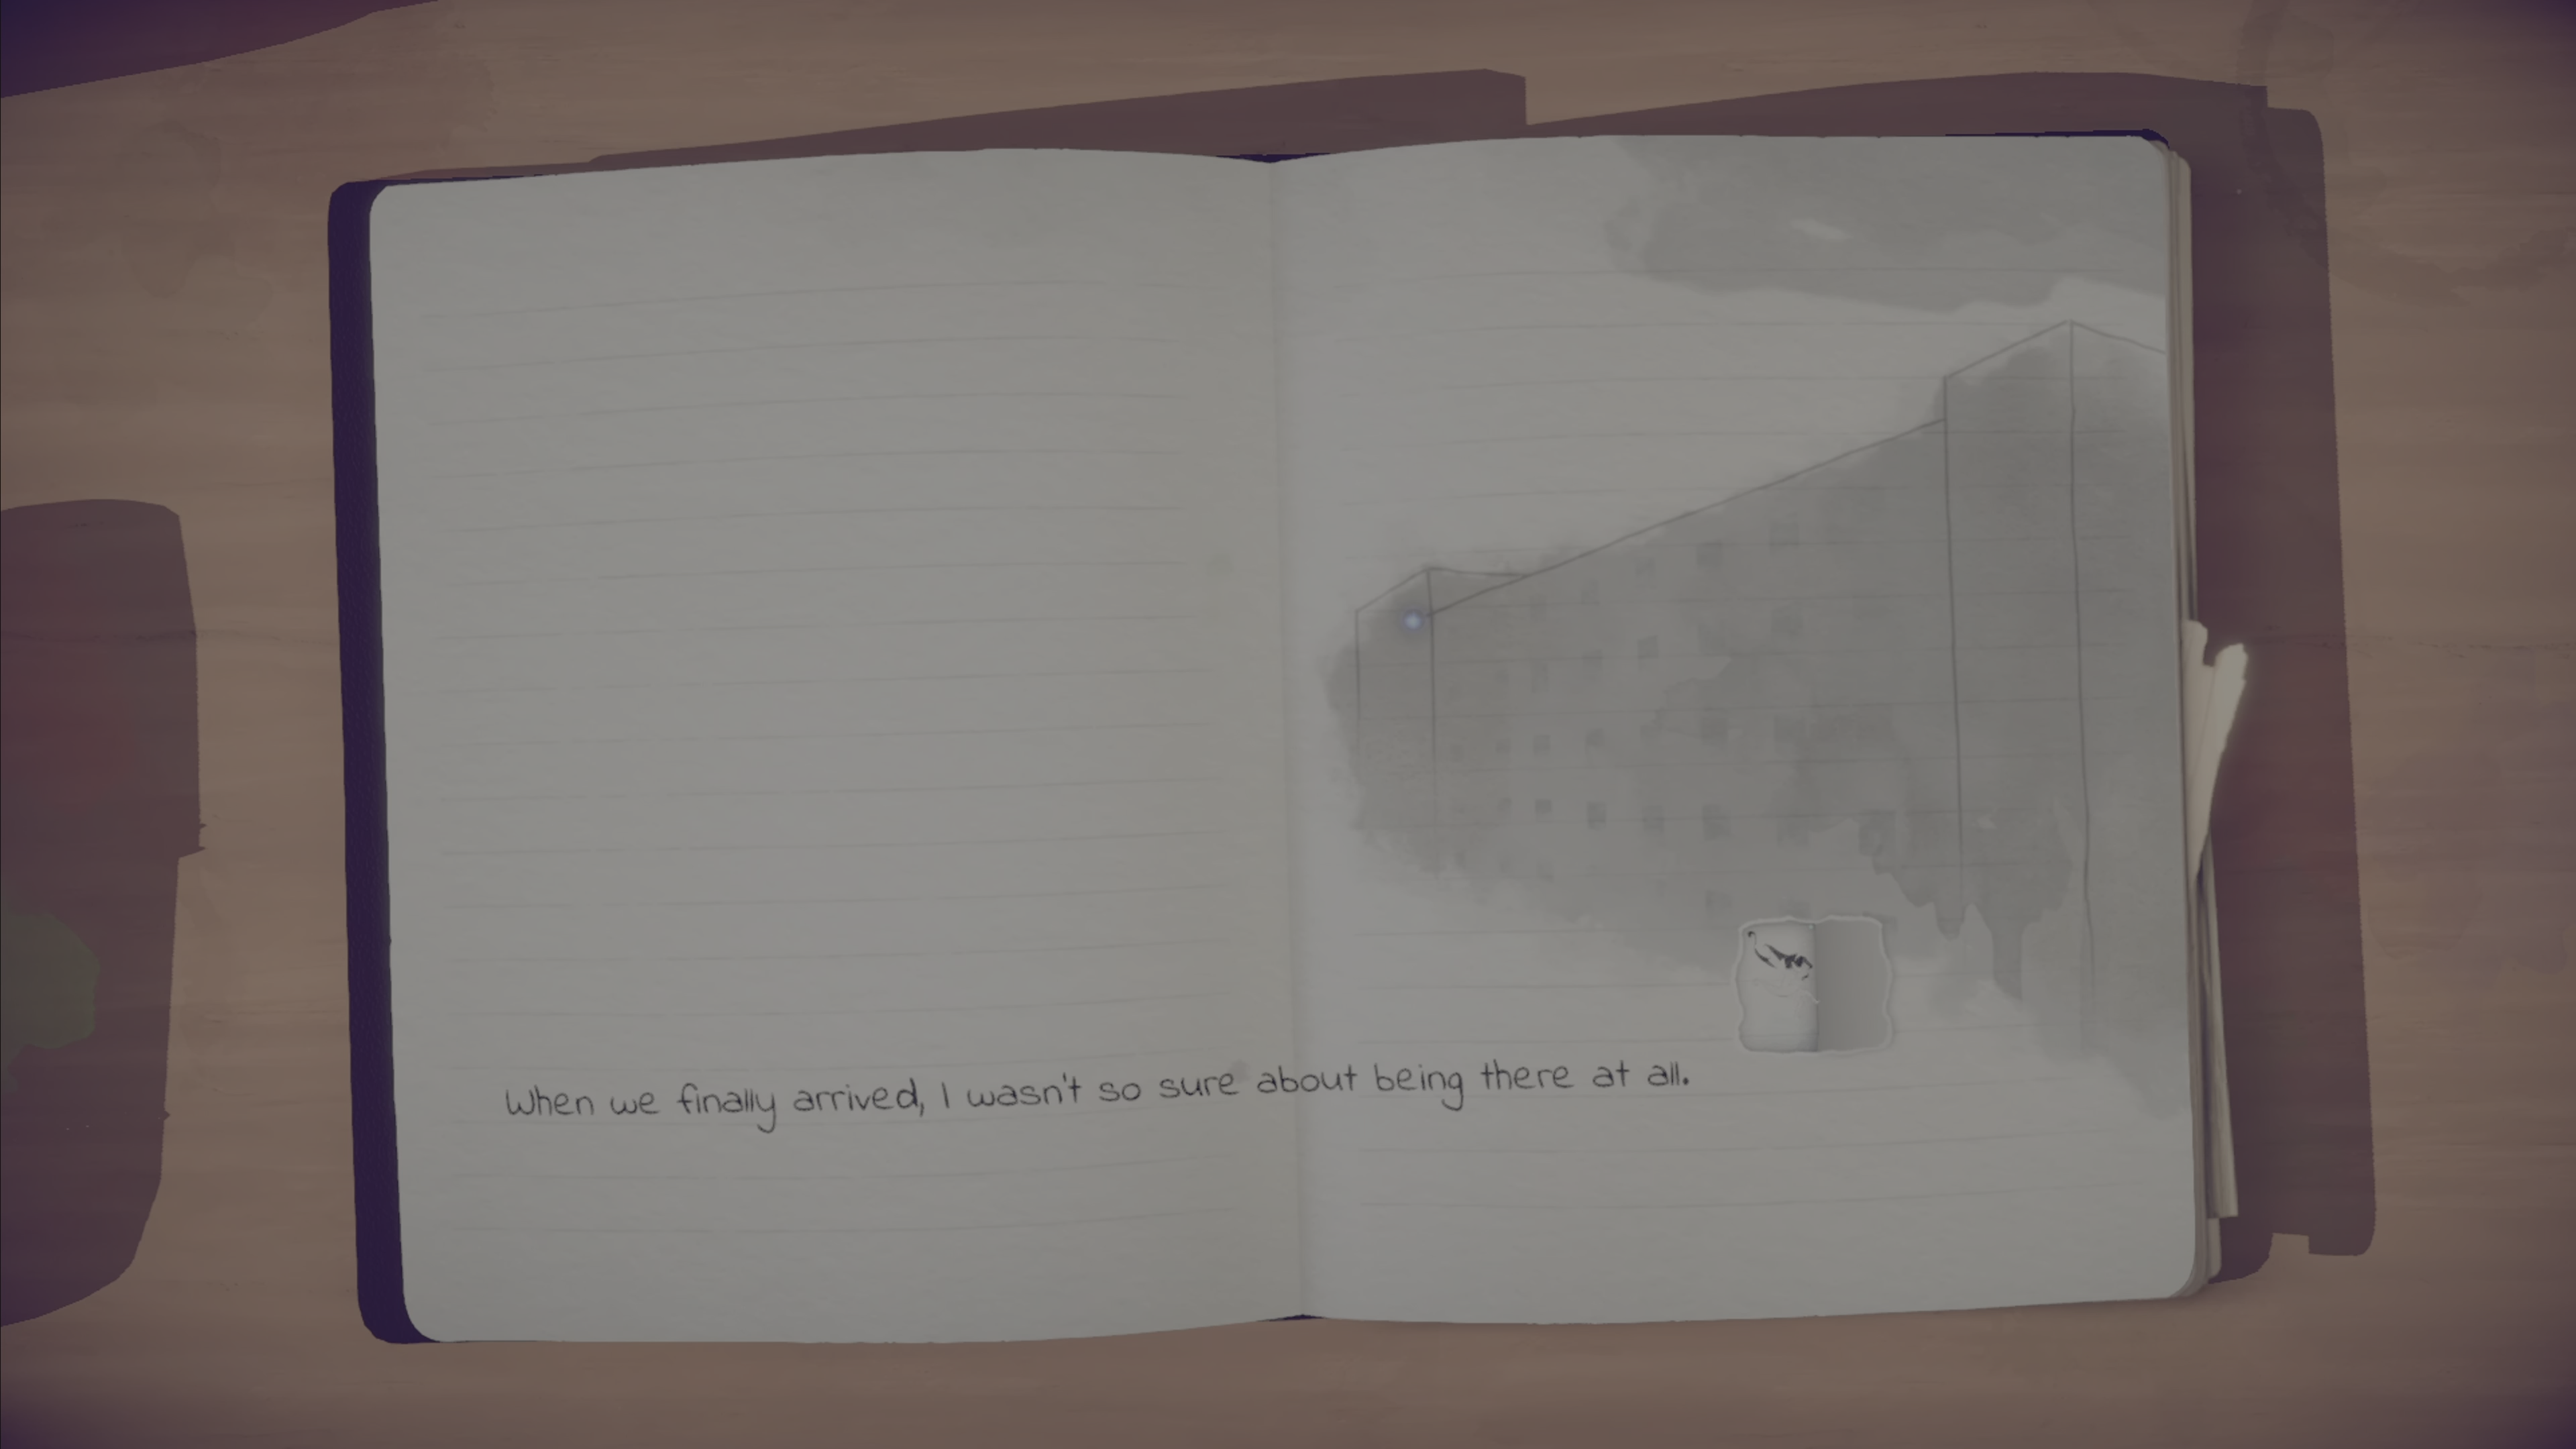 When we finally arrived, I wasn't so sure about being there at all.